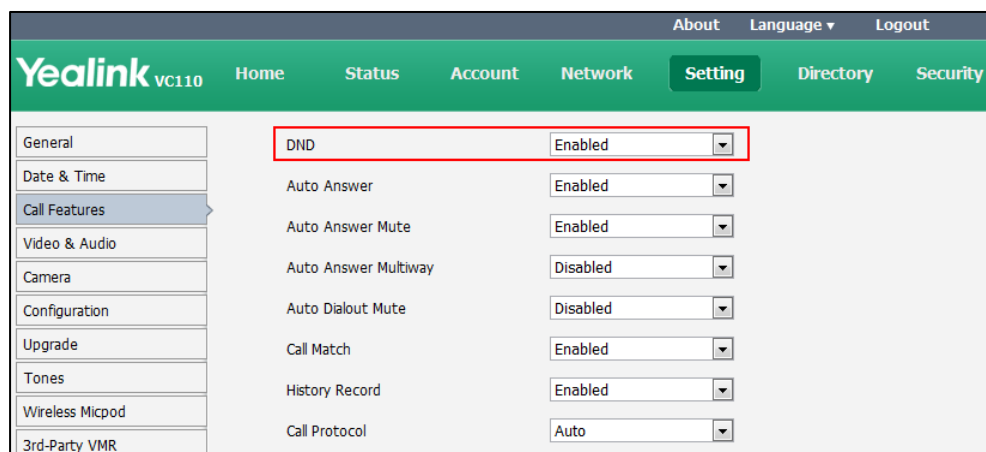 About Language Logout
Yealink VC110 Home Status Account Network Setting Directory Security
General
Date & Time
Call Features
Video & Audio
Camera
Configuration
Upgrade
Tones
Wireless Micpod
3rd-Party VMR
DND Enabled
Auto Answer Enabled
Auto Answer Mute Enabled
Auto Answer Multiway Disabled
Auto Dialout Mute Disabled
Call Match Enabled
History Record Enabled
Call Protocol Auto